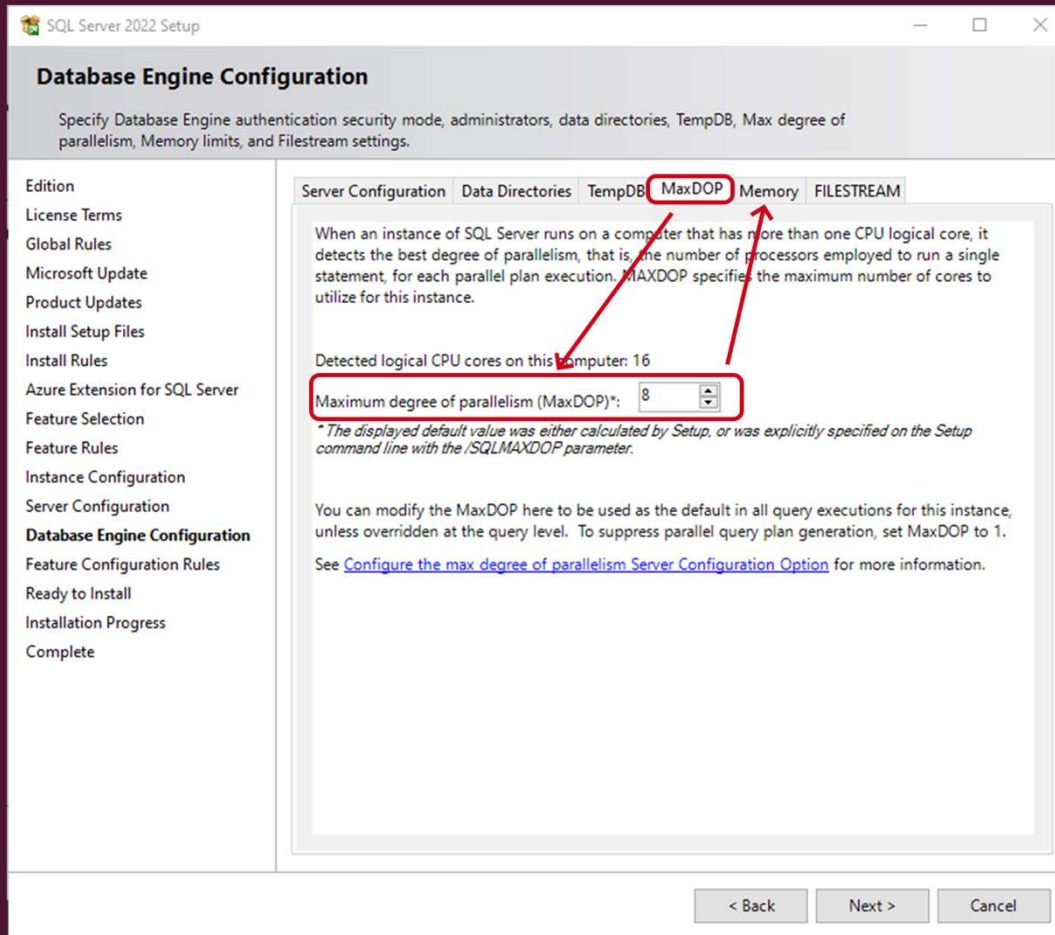 SQL Server 2022 Setup
Database Engine Configuration
Specify Database Engine authentication security mode, administrators, data directories, TempDB, Max degree of
parallelism, Memory limits, and Filestream settings.
Edition
License Terms
Global Rules
Microsoft Update
Product Updates
Install Setup Files
Install Rules
Azure Extension for SQL Server
Feature Selection
Feature Rules
Instance Configuration
Server Configuration
Database Engine Configuration
Feature Configuration Rules
Ready to Install
Installation Progress
Complete
Server Configuration Data Directories TempDB MaxDOP Memory FILESTREAM
When an instance of SQL Server runs on a computer that has more than one CPU logical core, it
detects the best degree of parallelism, that is, the number of processors employed to run a single
statement, for each parallel plan execution. MAXDOP specifies the maximum number of cores to
utilize for this instance.
Detected logical CPU cores on this computer: 16
Maximum degree of parallelism (MaxDOP)*: 8
* The displayed default value was either calculated by Setup, or was explicitly specified on the Setup
command line with the /SQLMAXDOP parameter.
You can modify the MaxDOP here to be used as the default in all query executions for this instance,
unless overridden at the query level. To suppress parallel query plan generation, set MaxDOP to 1.
See Configure the max degree of parallelism Server Configuration Option for more information.
< Back Next > Cancel